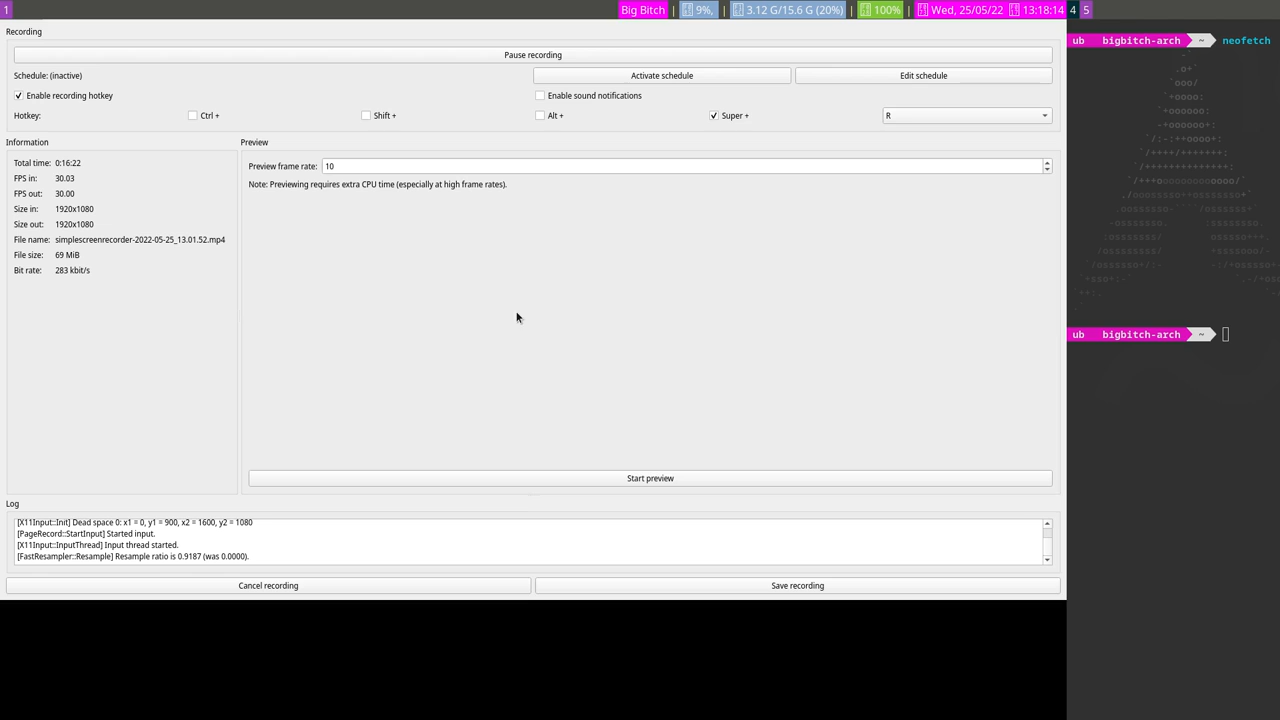 1
Big Bitch | 9%, | 3.12 G/15.6 G (20%) | 100% | Wed, 25/05/22 13:18:14 4 5
Recording
Pause recording
Schedule: (inactive) Activate schedule Edit schedule
Enable recording hotkey Enable sound notifications
Hotkey: Ctrl + Shift + Alt + Super + R
Information
Total time: 0:16:22
FPS in: 30.03
FPS out: 30.00
Size in: 1920x1080
Size out: 1920x1080
File name: simplescreenrecorder-2022-05-25_13.01.52.mp4
File size: 69 MiB
Bit rate: 283 kbit/s
Preview
Preview frame rate: 10
Note: Previewing requires extra CPU time (especially at high frame rates).
Start preview
Log
[X11Input::Init] Dead space 0: x1 = 0, y1 = 900, x2 = 1600, y2 = 1080
[PageRecord::StartInput] Started input.
[X11Input::InputThread] Input thread started.
[FastResampler::Resample] Resample ratio is 0.9187 (was 0.0000).
Cancel recording Save recording
ub bigbitch-arch ~ neofetch
ub bigbitch-arch ~